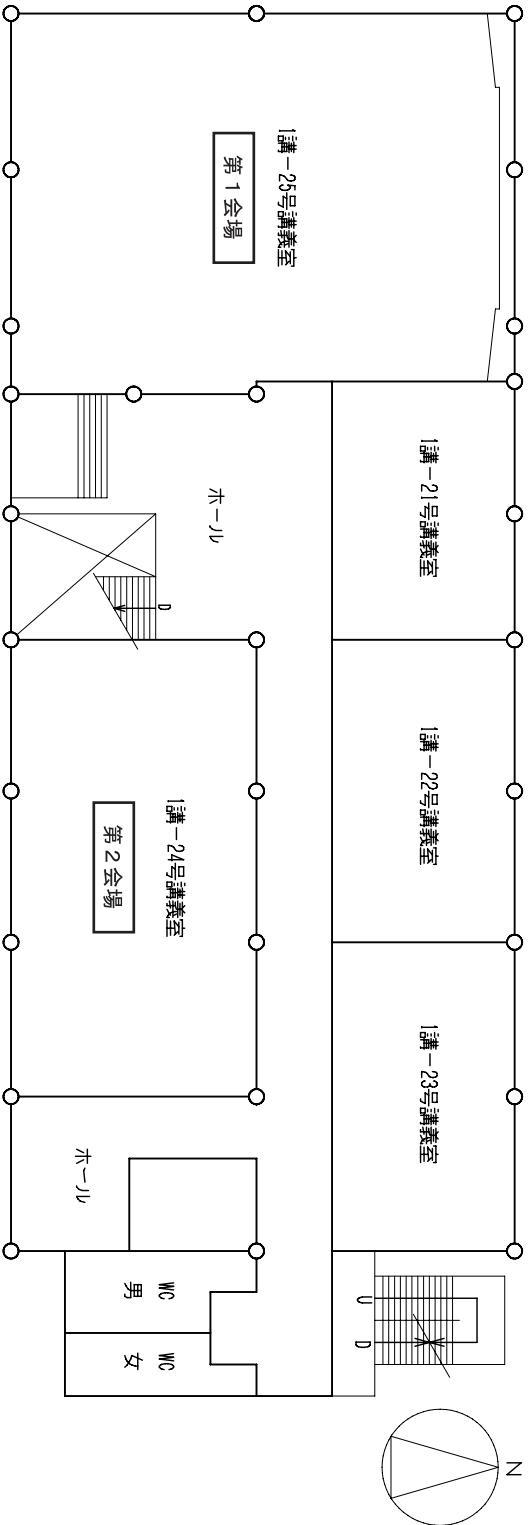 1講－25号講義室
第１会場
1講－21号講義室
ホール
D
1講－22号講義室
1講－24号講義室
第２会場
1講－23号講義室
ホール
U
D
WC
男
WC
女
N